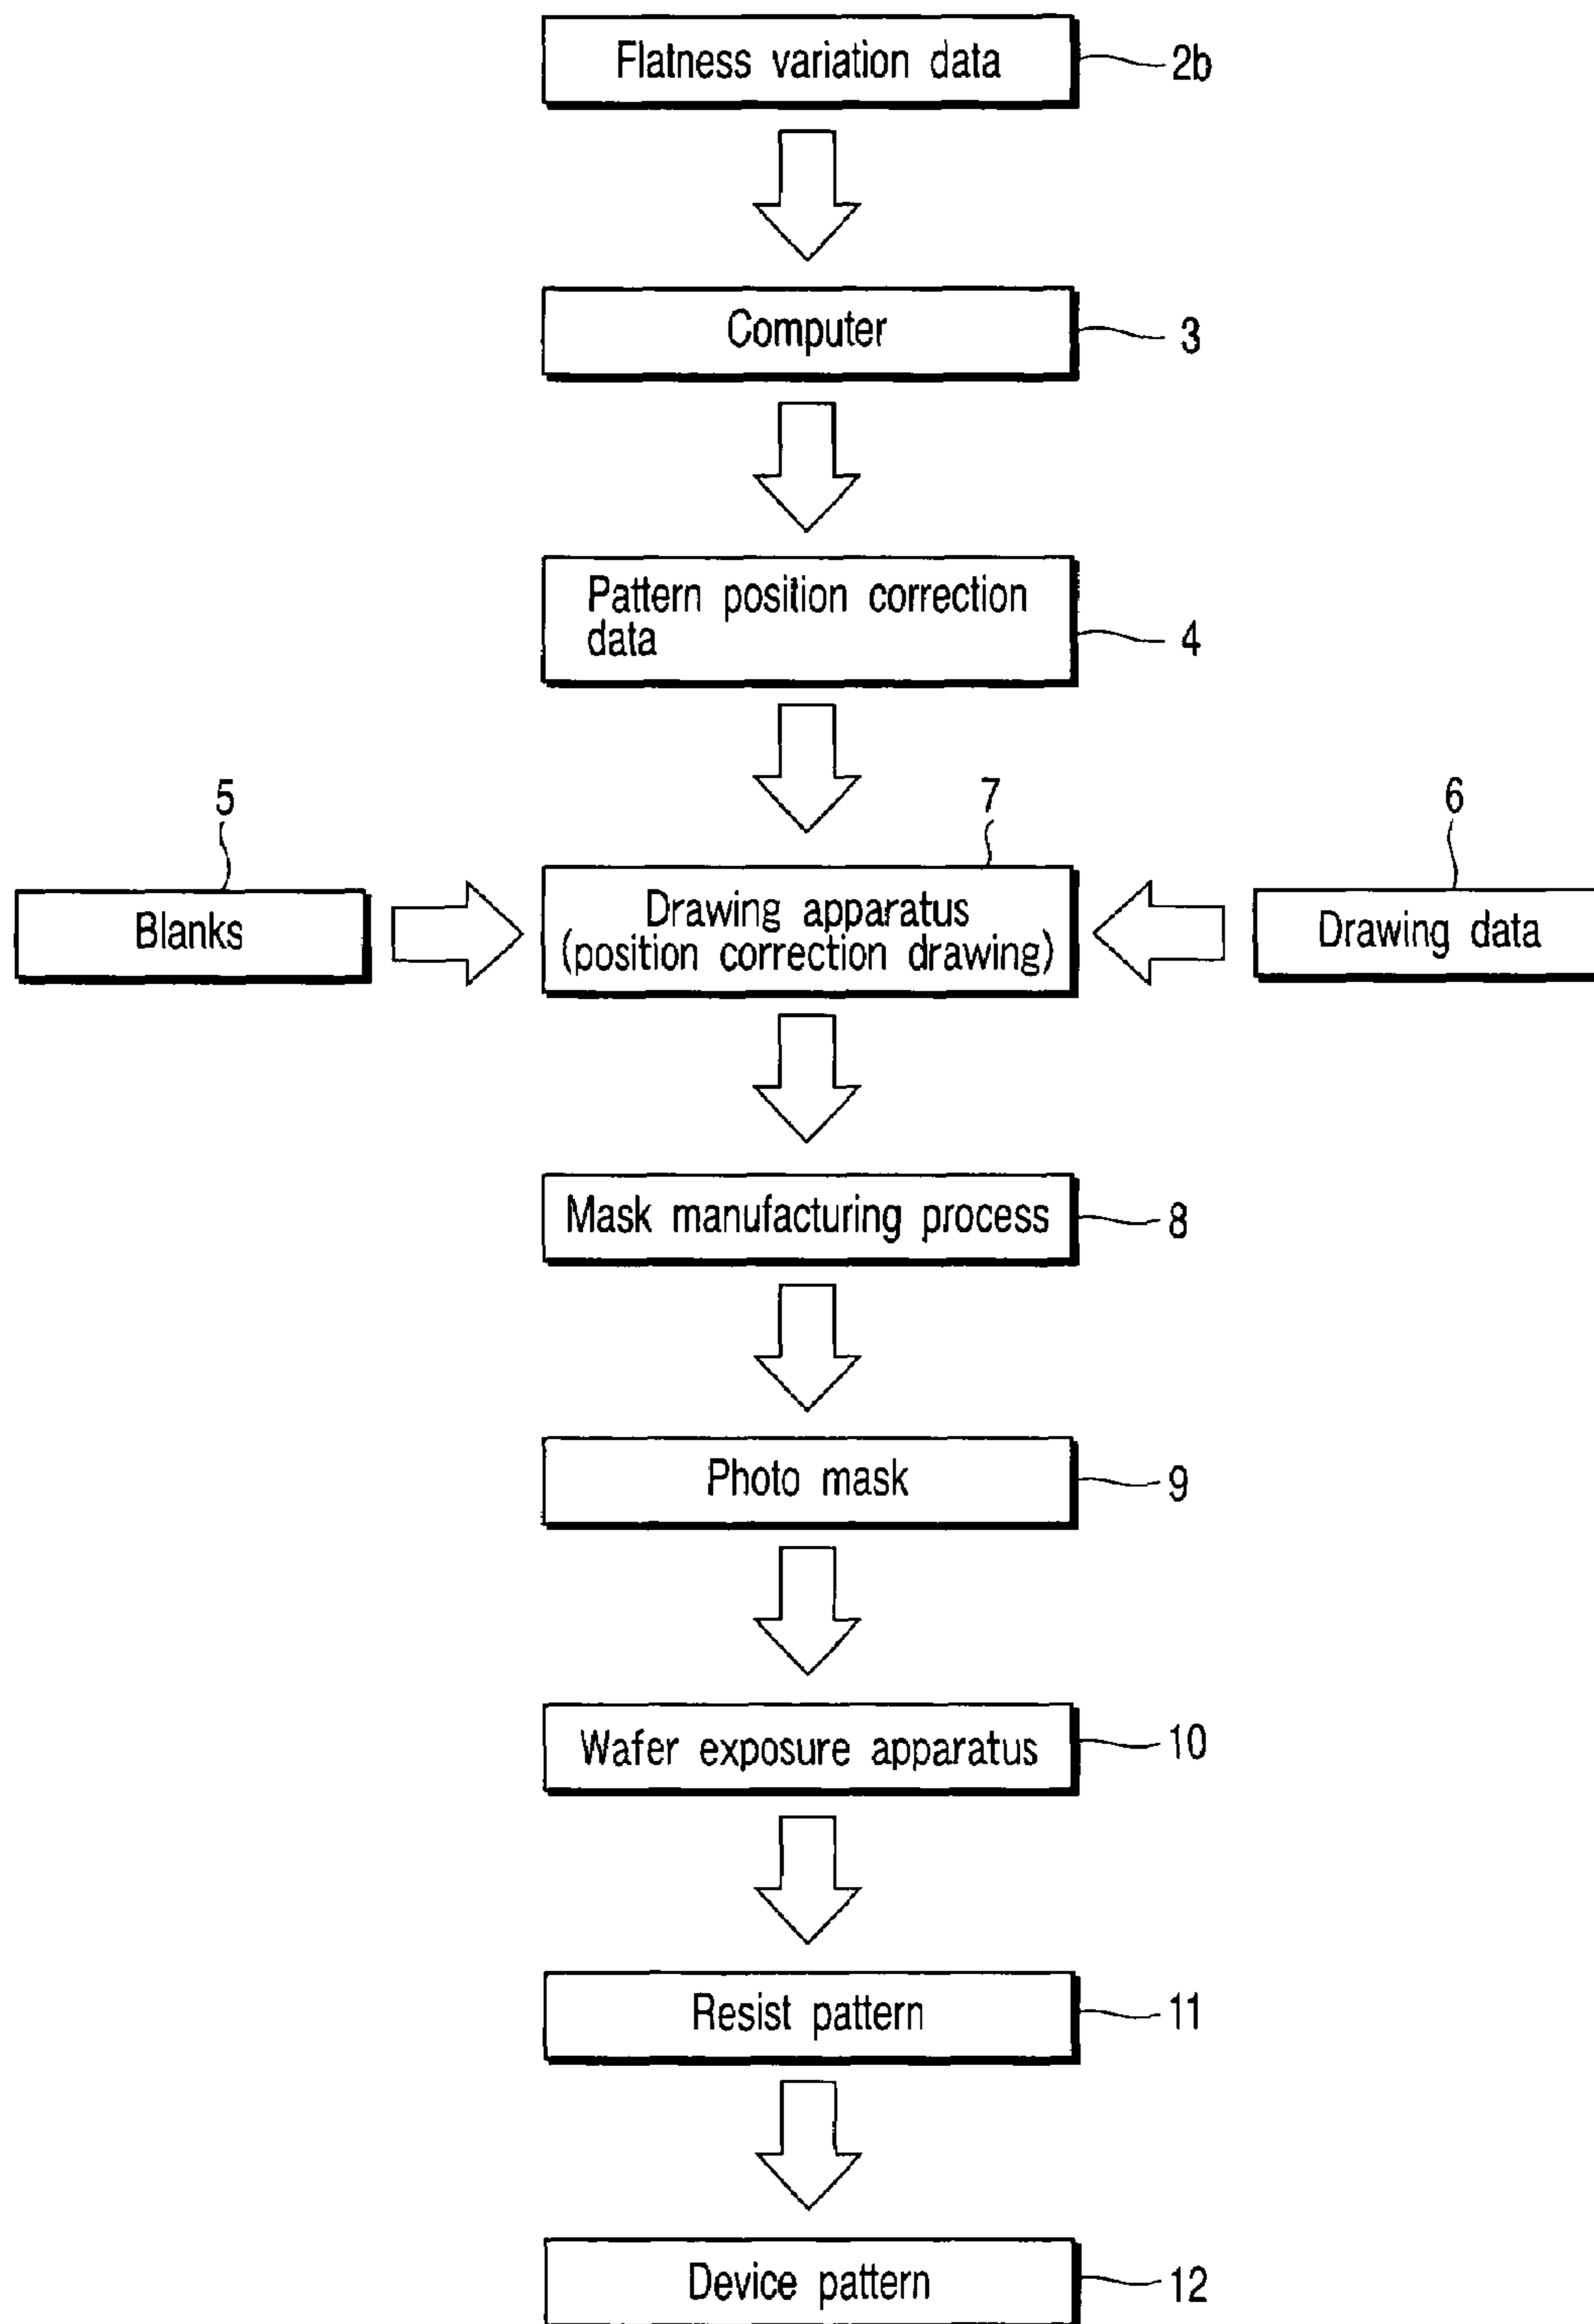 Flatness variation data
2b
Computer
3
Pattern position correction
data
4
5
7
6
Blanks
Drawing apparatus
(position correction drawing)
Drawing data
Mask manufacturing process
8
Photo mask
9
Wafer exposure apparatus
10
Resist pattern
11
Device pattern
12